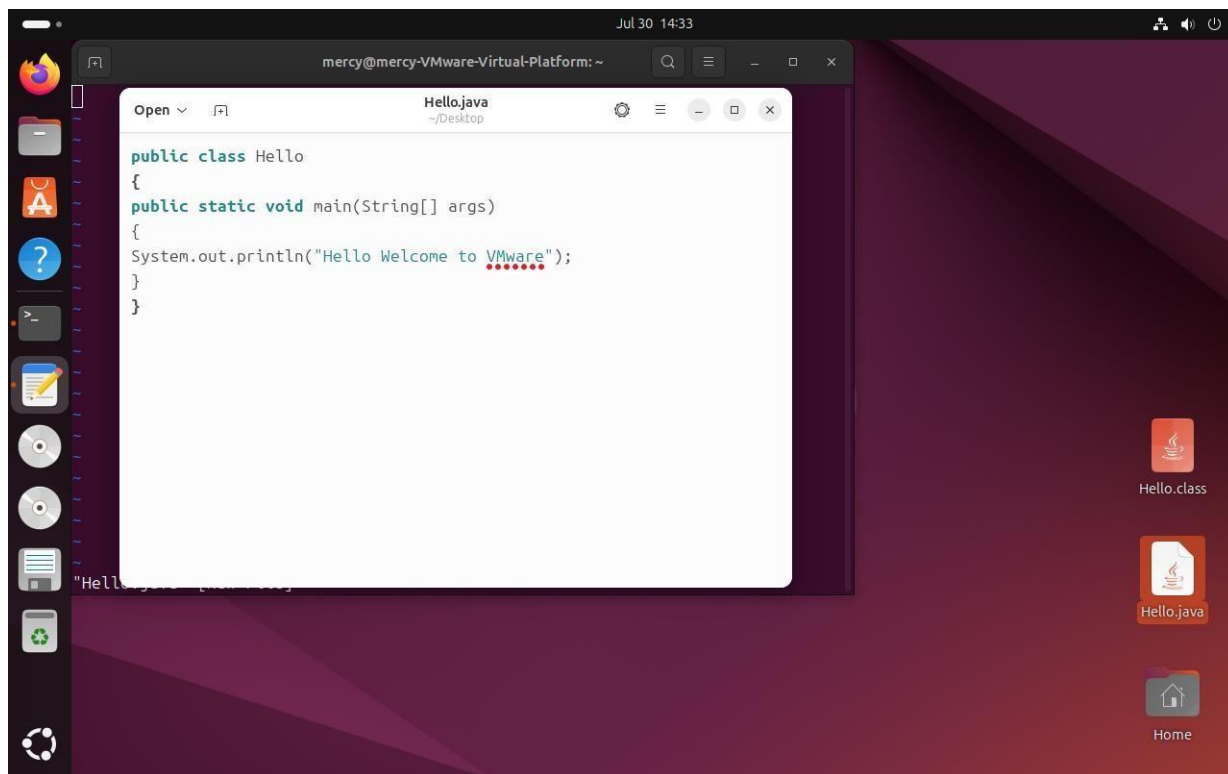 Jul 30 14:33
mercy@mercy-VMware-Virtual-Platform: ~
Open
Hello.java
~/Desktop
public class Hello
{
public static void main(String[] args)
{
System.out.println("Hello Welcome to VMware");
}
}
"Hell
Hello.class
Hello.java
Home